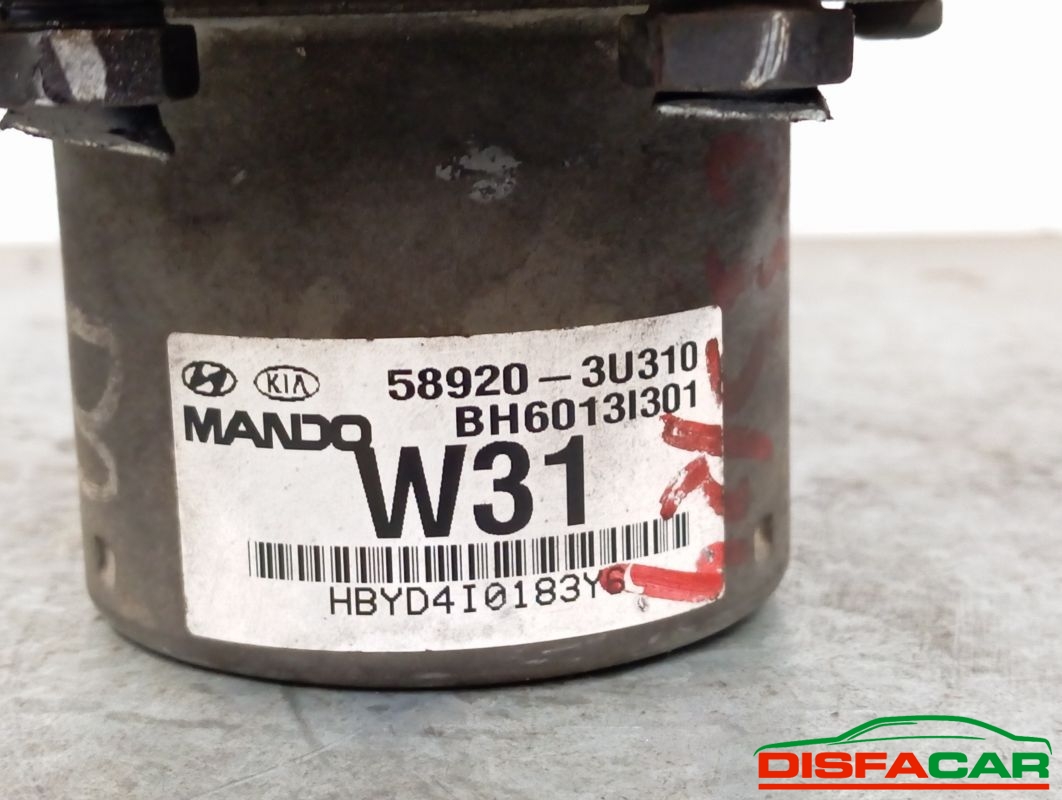 KIA 58920-3U310
MANDO BH6013I301
W31
HBYD4I0183Y6
DISFACAR